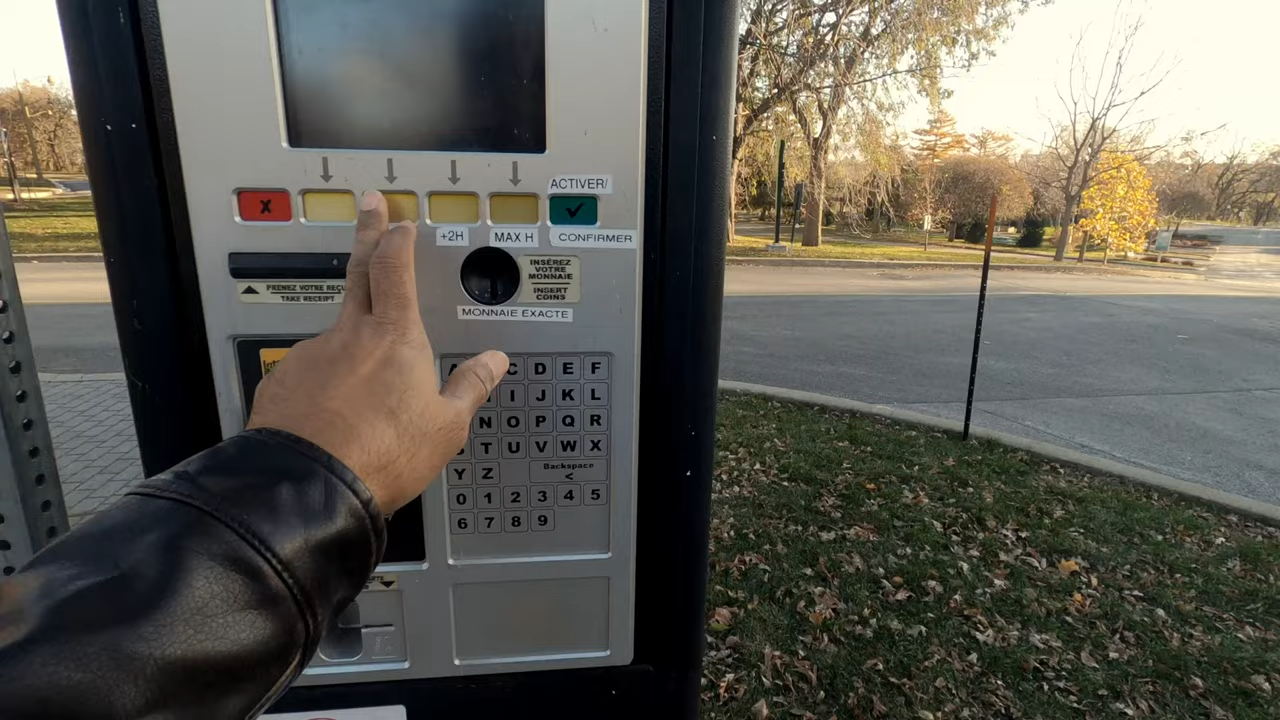 ACTIVER/
X
+2H
MAX H
CONFIRMER
PRENEZ VOTRE REÇU
TAKE RECEIPT
INSÉREZ
VOTRE
MONNAIE
INSERT
COINS
MONNAIE EXACTE
A C D E F
I J K L
N O P Q R
T U V W X
Y Z Backspace
<
0 1 2 3 4 5
6 7 8 9